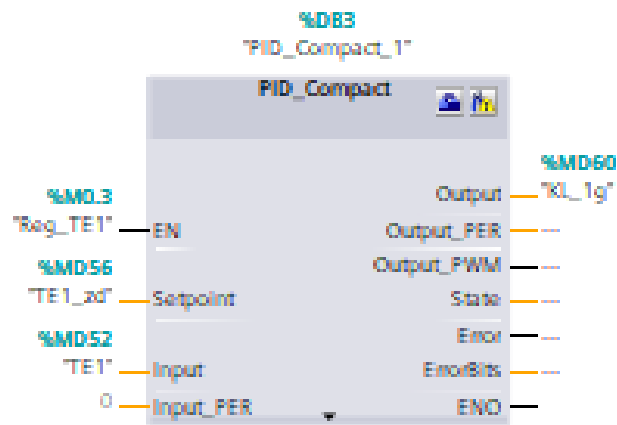 %DB3
"PID_Compact_1"
PID_Compact
%MD60
%M0.3
Output
"KL_1g"
"Reg_TE1"
EN
Output_PER
%MD56
Output_PWM
"TE1_zd"
Setpoint
State
%MD52
Error
"TE1"
Input
ErrorBits
0
Input_PER
ENO